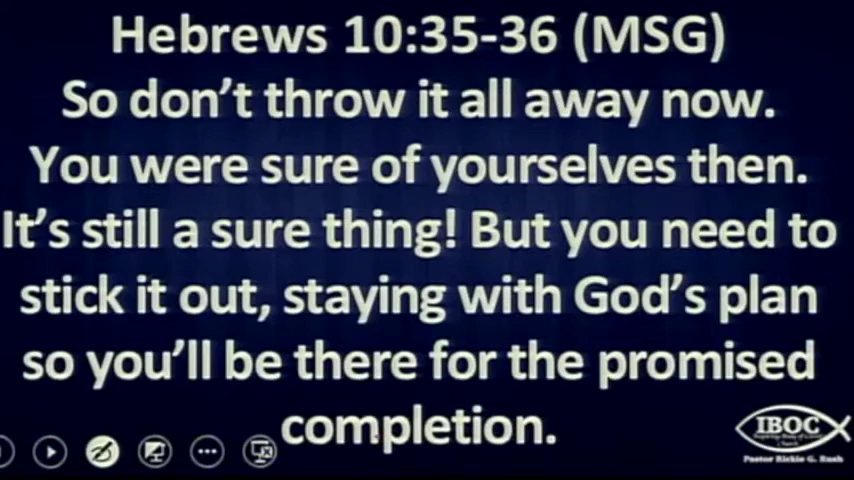 Hebrews 10:35-36 (MSG)
So don't throw it all away now.
You were sure of yourselves then.
It's still a sure thing! But you need to
stick it out, staying with God's plan
so you'll be there for the promised
completion.
IBOC
Pastor Rickie G. Rush